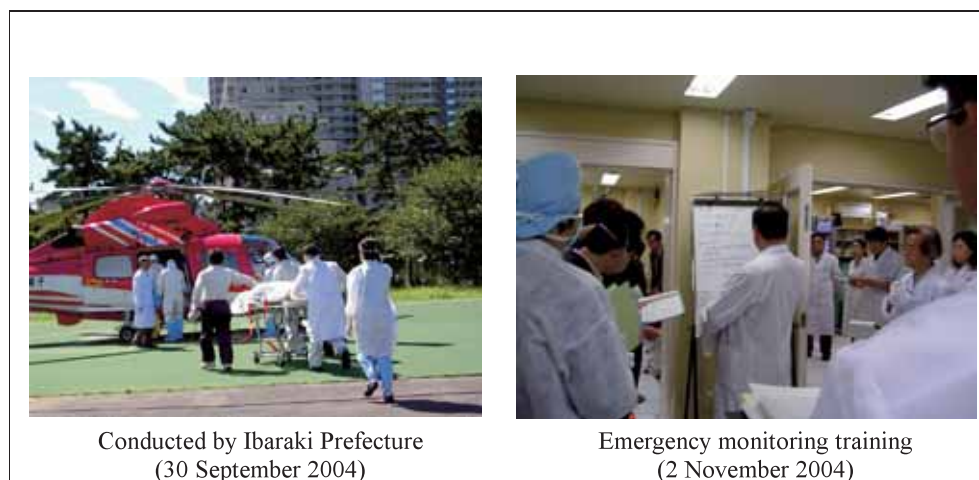 Conducted by Ibaraki Prefecture
(30 September 2004)
Emergency monitoring training
(2 November 2004)